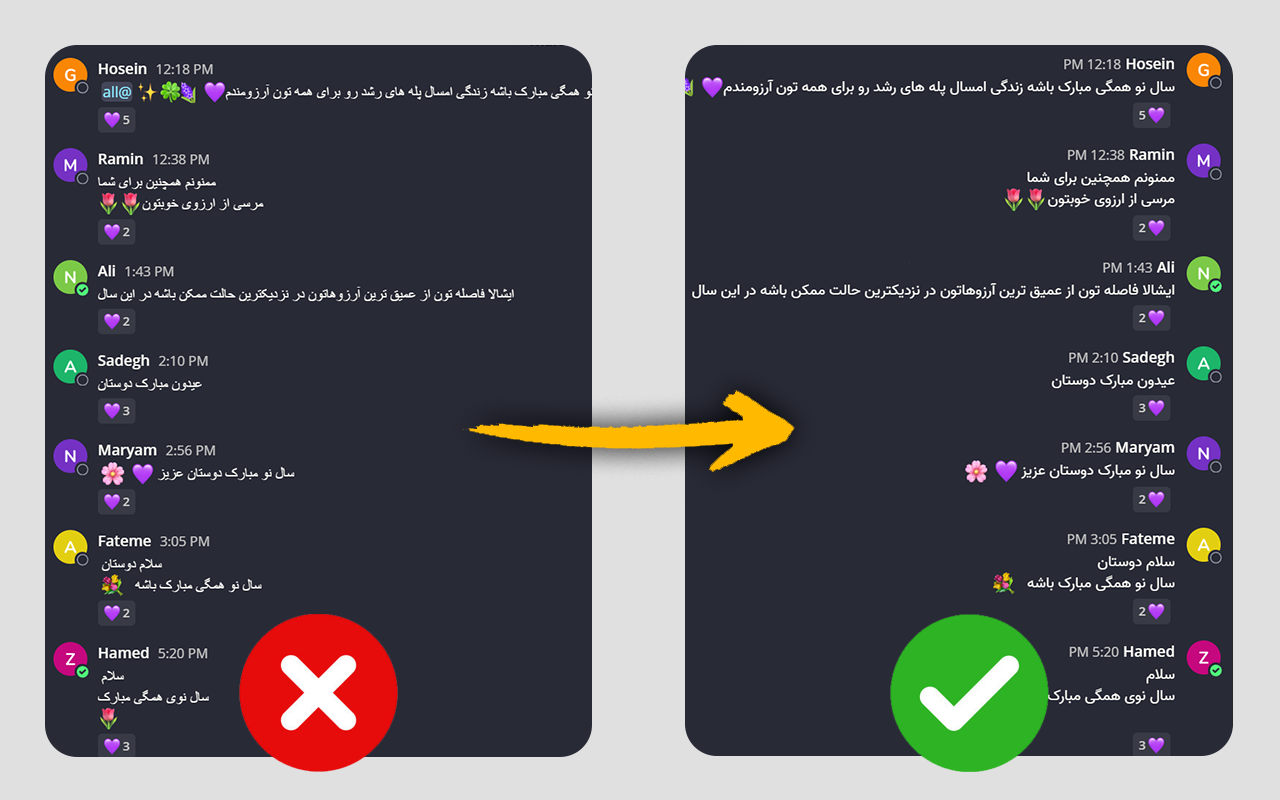 G
Hosein 12:18 PM
@all ✨🍀 💜نو همگی مبارک باشه زندگی امسال پله های رشد رو برای همه تون آرزومندم
💜 5
M
Ramin 12:38 PM
ممنونم همچنین برای شما
مرسی از ارزوی خوبتون🌷🌷
💜 2
N
Ali 1:43 PM
ایشالا فاصله تون از عمیق ترین آرزوهاتون در نزدیکترین حالت ممکن باشه در این سال
💜 2
A
Sadegh 2:10 PM
عیدون مبارک دوستان
💜 3
N
Maryam 2:56 PM
سال نو مبارک دوستان عزیز 💜 🌸
💜 2
A
Fateme 3:05 PM
سلام دوستان
سال نو همگی مبارک باشه 💐
💜 2
Z
Hamed 5:20 PM
سلام
سال نوی همگی مبارک
🌷
💜 3
G
PM 12:18 Hosein
سال نو همگی مبارک باشه زندگی امسال پله های رشد رو برای همه تون آرزومندم💜
5 💜
M
PM 12:38 Ramin
ممنونم همچنین برای شما
مرسی از ارزوی خوبتون🌷🌷
2 💜
N
PM 1:43 Ali
ایشالا فاصله تون از عمیق ترین آرزوهاتون در نزدیکترین حالت ممکن باشه در این سال
2 💜
A
PM 2:10 Sadegh
عیدون مبارک دوستان
3 💜
N
PM 2:56 Maryam
سال نو مبارک دوستان عزیز 💜 🌸
2 💜
A
PM 3:05 Fateme
سلام دوستان
سال نو همگی مبارک باشه 💐
2 💜
Z
PM 5:20 Hamed
سلام
سال نوی همگی مبارک
3 💜